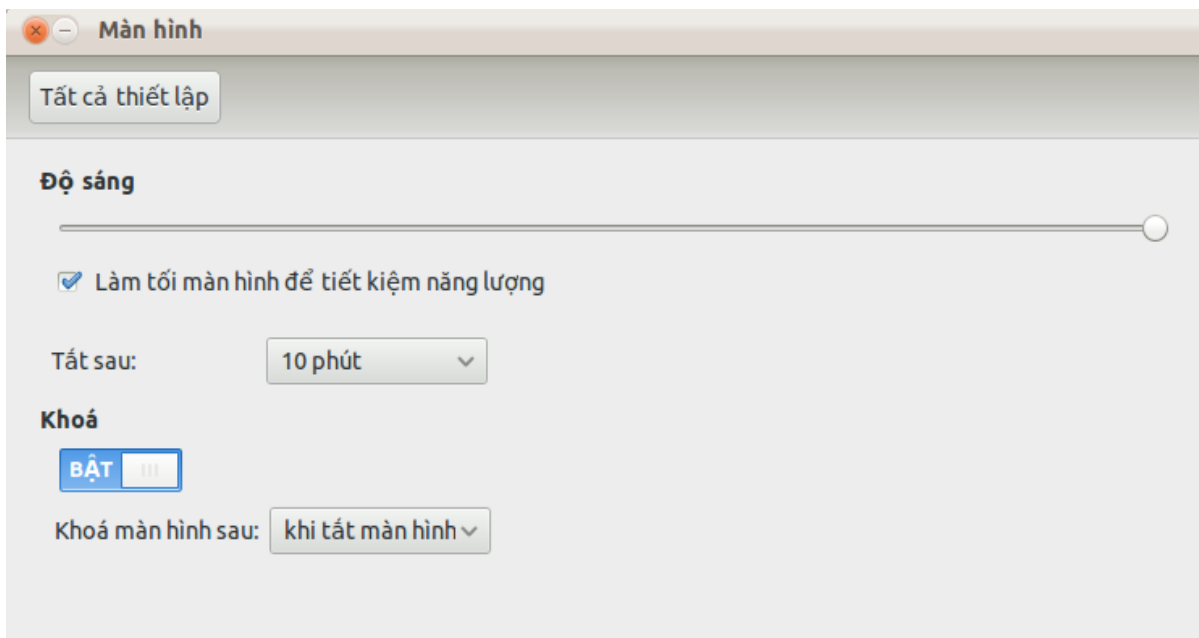 Màn hình
Tất cả thiết lập
Độ sáng
Làm tối màn hình để tiết kiệm năng lượng
Tắt sau: 10 phút
Khoá
BẬT
Khoá màn hình sau: khi tắt màn hình